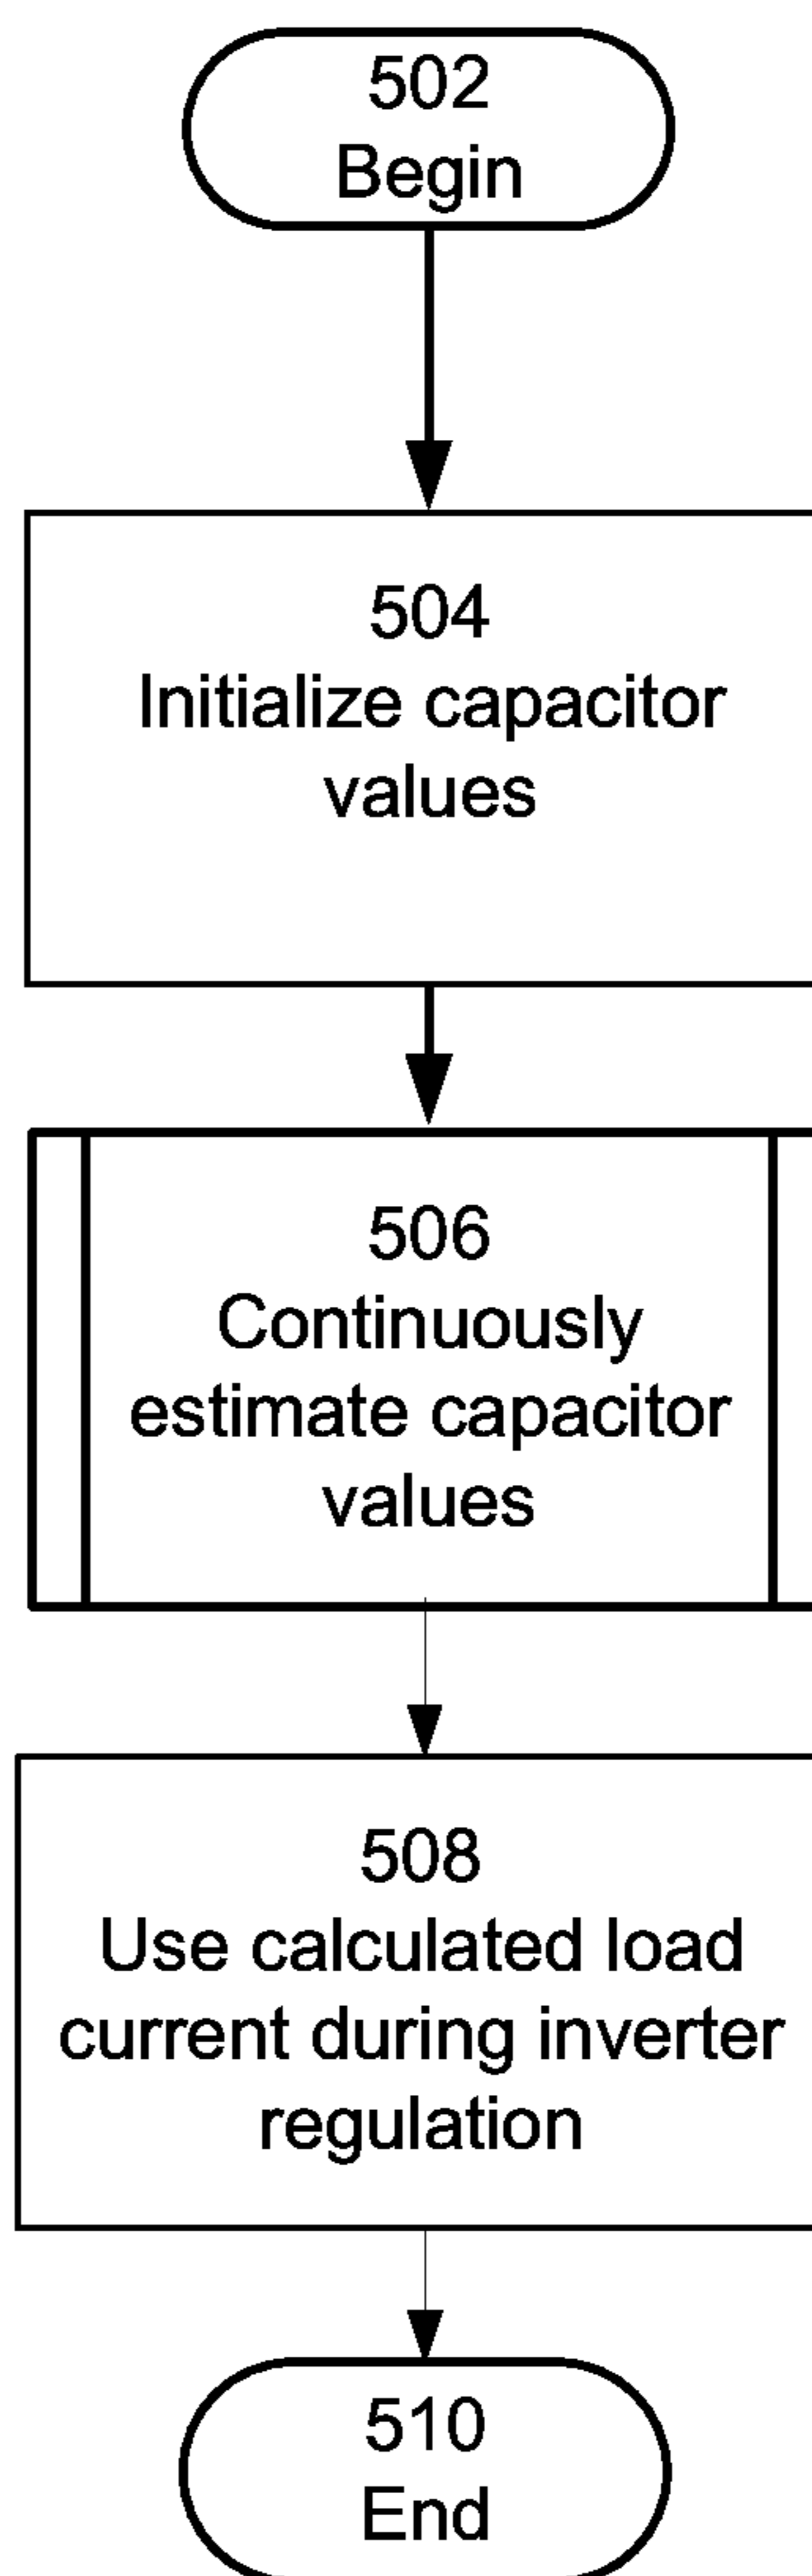 502
Begin
504
Initialize capacitor
values
506
Continuously
estimate capacitor
values
508
Use calculated load
current during inverter
regulation
510
End